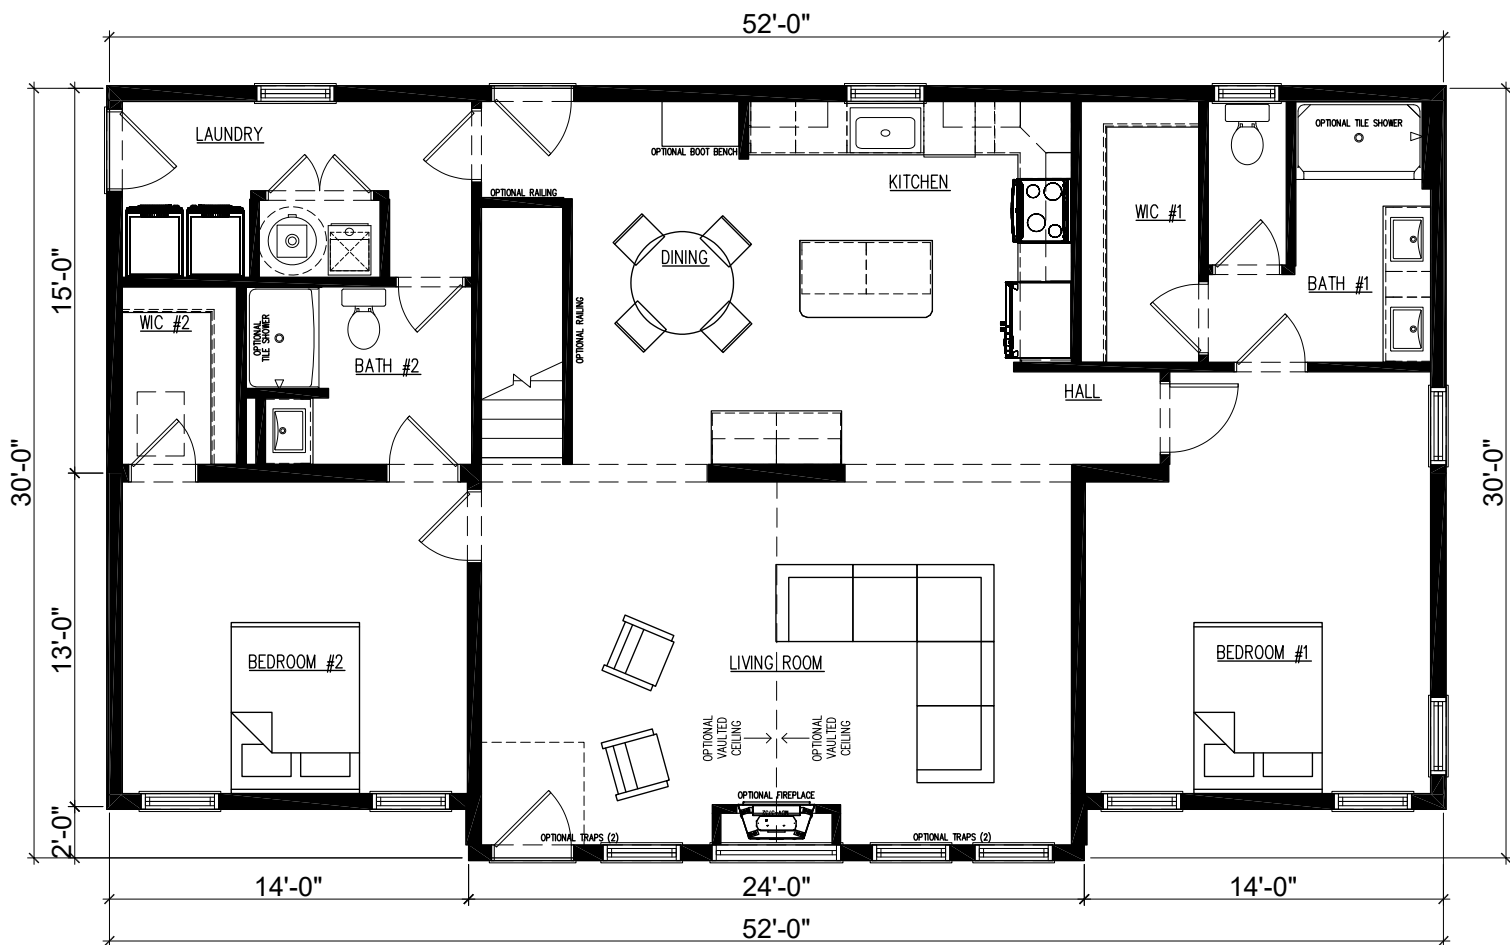 52'-0"
LAUNDRY
OPTIONAL TILE SHOWER
OPTIONAL BOOT BENCH
KITCHEN
OPTIONAL RAILING
WIC #1
DINING
15'-0"
BATH #1
OPTIONAL RAILING
WIC #2
OPTIONAL
TILE SHOWER
BATH #2
HALL
30'-0"
30'-0"
13'-0"
BEDROOM #2
LIVING ROOM
BEDROOM #1
OPTIONAL
VAULTED
CEILING
OPTIONAL
VAULTED
CEILING
OPTIONAL FIREPLACE
2'-0"
OPTIONAL TRAPS (2)
OPTIONAL TRAPS (2)
14'-0"
24'-0"
14'-0"
52'-0"